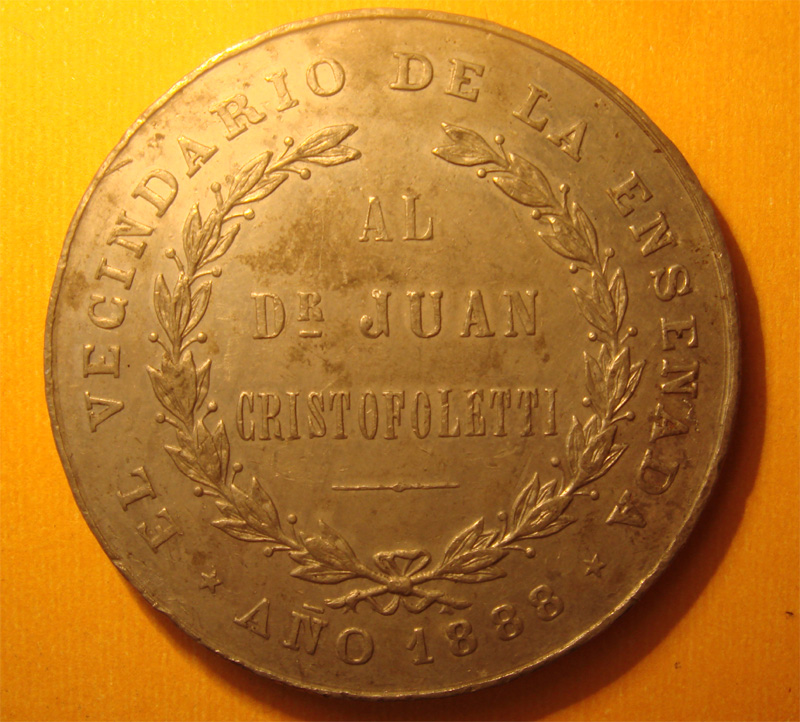 EL VECINDARIO DE LA ENSENADA
AL
DR JUAN
CRISTOFOLETTI
AÑO 1888